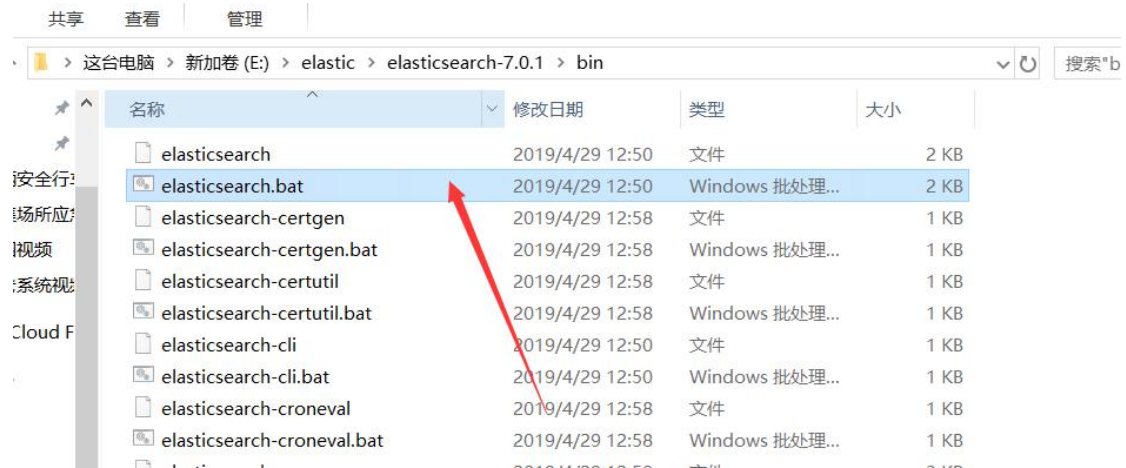 共享 查看 管理
这台电脑 > 新加卷 (E:) > elastic > elasticsearch-7.0.1 > bin 搜索"b
名称 修改日期 类型 大小
elasticsearch 2019/4/29 12:50 文件 2 KB
elasticsearch.bat 2019/4/29 12:50 Windows 批处理... 2 KB
安全行 elasticsearch-certgen 2019/4/29 12:58 文件 1 KB
场所应 elasticsearch-certgen.bat 2019/4/29 12:58 Windows 批处理... 1 KB
视频 elasticsearch-certutil 2019/4/29 12:58 文件 1 KB
系统视 elasticsearch-certutil.bat 2019/4/29 12:58 Windows 批处理... 1 KB
Cloud F elasticsearch-cli 2019/4/29 12:50 文件 1 KB
elasticsearch-cli.bat 2019/4/29 12:50 Windows 批处理... 1 KB
elasticsearch-croneval 2019/4/29 12:58 文件 1 KB
elasticsearch-croneval.bat 2019/4/29 12:58 Windows 批处理... 1 KB